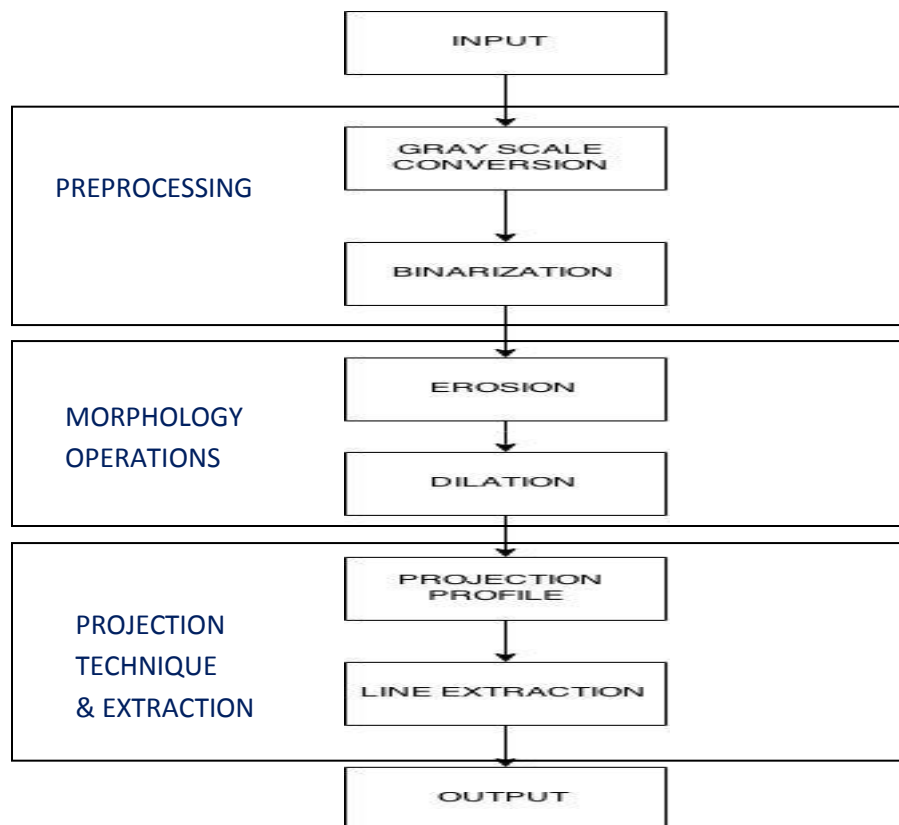 INPUT
GRAY SCALE
CONVERSION
PREPROCESSING
BINARIZATION
EROSION
MORPHOLOGY
OPERATIONS
DILATION
PROJECTION
PROFILE
PROJECTION
TECHNIQUE
& EXTRACTION
LINE EXTRACTION
OUTPUT